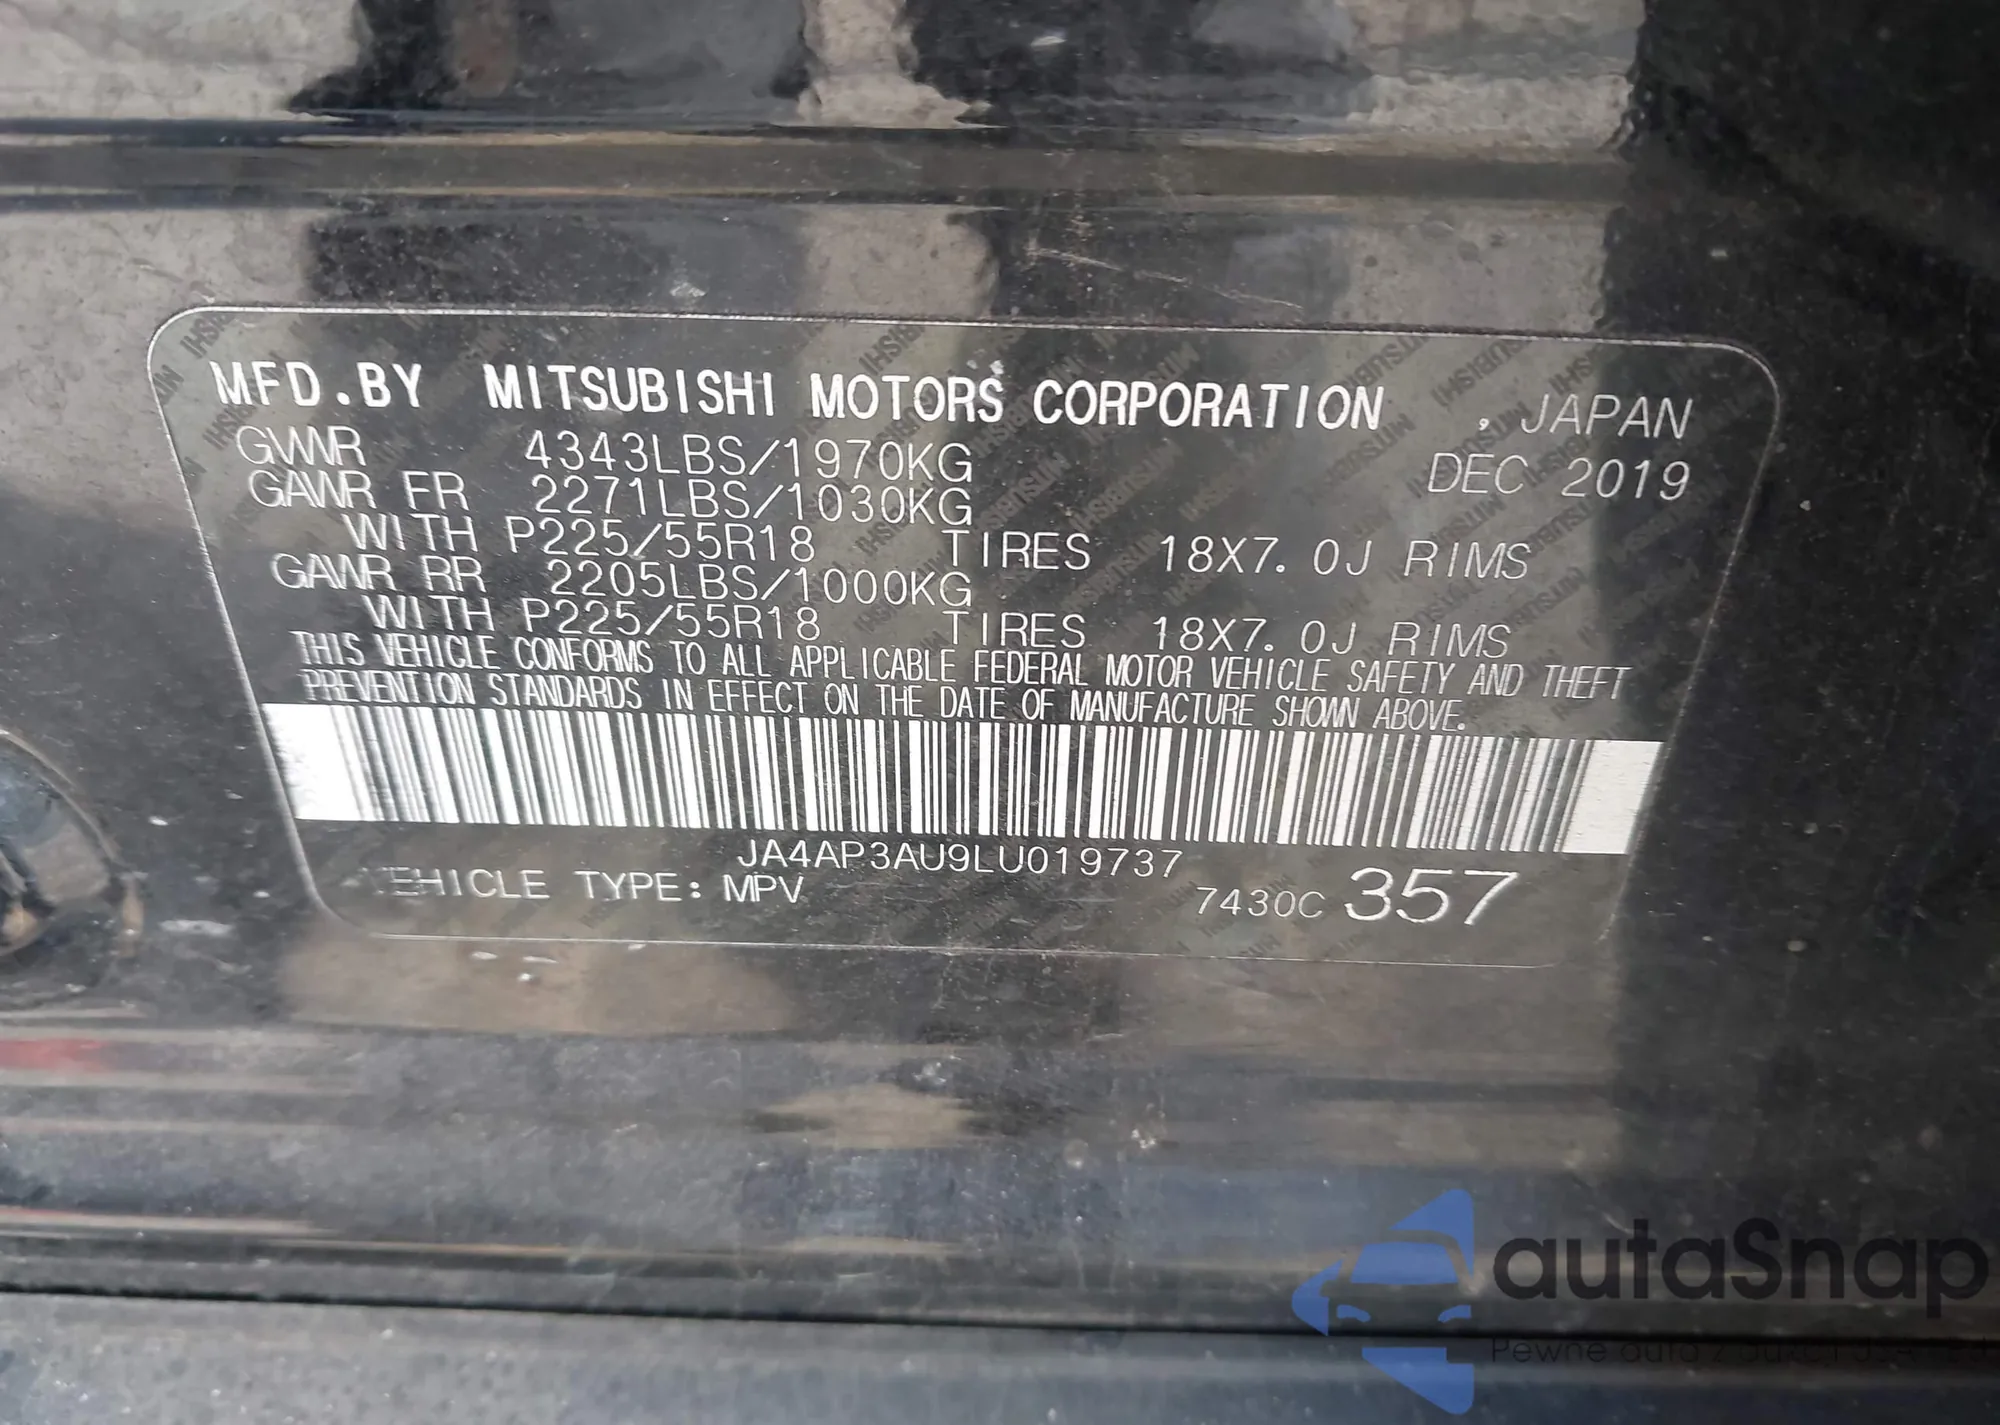 MFD.BY MITSUBISHI MOTORS CORPORATION , JAPAN
GVWR 4343LBS/1970KG DEC 2019
GAWR FR 2271LBS/1030KG
WITH P225/55R18 TIRES 18X7.0J RIMS
GAWR RR 2205LBS/1000KG
WITH P225/55R18 TIRES 18X7.0J RIMS
THIS VEHICLE CONFORMS TO ALL APPLICABLE FEDERAL MOTOR VEHICLE SAFETY AND THEFT
PREVENTION STANDARDS IN EFFECT ON THE DATE OF MANUFACTURE SHOWN ABOVE.
JA4AP3AU9LU019737
VEHICLE TYPE: MPV 7430C 357
autaSnap
Pewne auta z